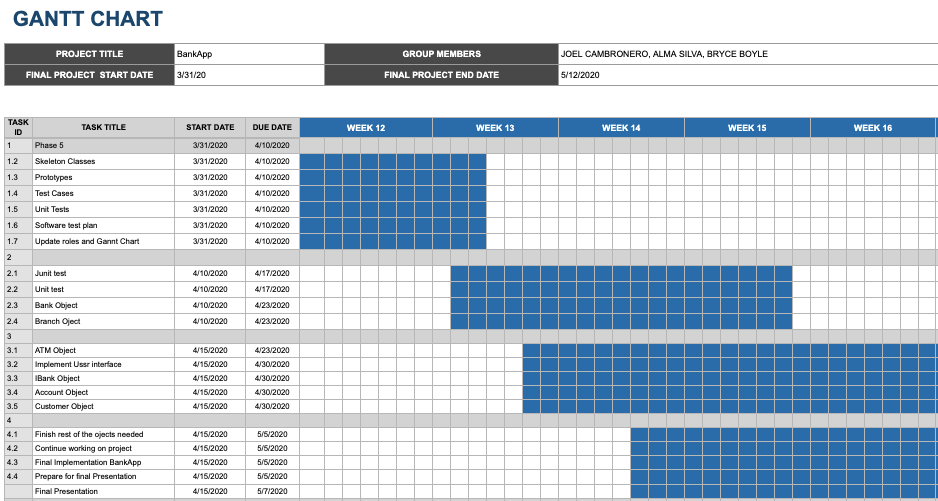 GANTT CHART
PROJECT TITLE BankApp GROUP MEMBERS JOEL CAMBRONERO, ALMA SILVA, BRYCE BOYLE
FINAL PROJECT START DATE 3/31/20 FINAL PROJECT END DATE 5/12/2020
TASK ID TASK TITLE START DATE DUE DATE WEEK 12 WEEK 13 WEEK 14 WEEK 15 WEEK 16
1 Phase 5 3/31/2020 4/10/2020
1.2 Skeleton Classes 3/31/2020 4/10/2020
1.3 Prototypes 3/31/2020 4/10/2020
1.4 Test Cases 3/31/2020 4/10/2020
1.5 Unit Tests 3/31/2020 4/10/2020
1.6 Software test plan 3/31/2020 4/10/2020
1.7 Update roles and Gannt Chart 3/31/2020 4/10/2020
2
2.1 Junit test 4/10/2020 4/17/2020
2.2 Unit test 4/10/2020 4/17/2020
2.3 Bank Object 4/10/2020 4/23/2020
2.4 Branch Oject 4/10/2020 4/23/2020
3
3.1 ATM Object 4/15/2020 4/23/2020
3.2 Implement Ussr interface 4/15/2020 4/30/2020
3.3 IBank Object 4/15/2020 4/30/2020
3.4 Account Object 4/15/2020 4/30/2020
3.5 Customer Object 4/15/2020 4/30/2020
4
4.1 Finish rest of the ojects needed 4/15/2020 5/5/2020
4.2 Continue working on project 4/15/2020 5/5/2020
4.3 Final Implementation BankApp 4/15/2020 5/5/2020
4.4 Prepare for final Presentation 4/15/2020 5/5/2020
Final Presentation 4/15/2020 5/7/2020